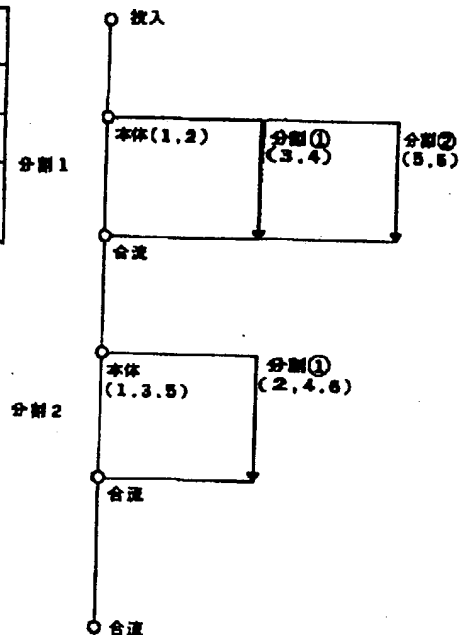 投入
本体(1,2)
分割①
(3.4)
分割②
(5,6)
分割1
合流
本体
(1.3.5)
分割①
(2,4.6)
分割2
合流
合流